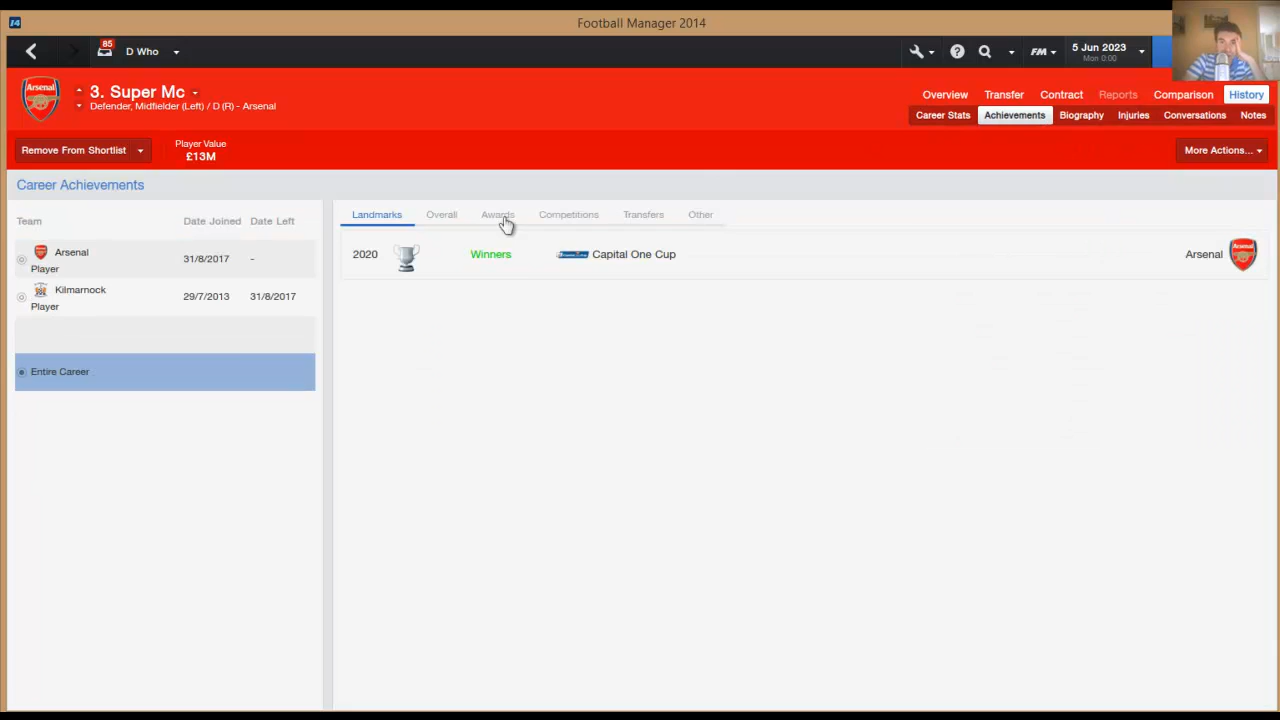 Football Manager 2014
85
D Who
FM
5 Jun 2023
Mon 0:00
Arsenal
3. Super Mc
Defender, Midfielder (Left) / D (R) - Arsenal
Overview Transfer Contract Reports Comparison History
Career Stats Achievements Biography Injuries Conversations Notes
Remove From Shortlist
Player Value
£13M
More Actions...
Career Achievements
Team Date Joined Date Left
Arsenal 31/8/2017 -
Player
Kilmarnock 29/7/2013 31/8/2017
Player
Entire Career
Landmarks Overall Awards Competitions Transfers Other
2020 Winners Capital One Cup Arsenal